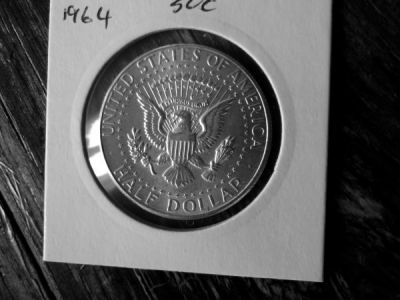 1964 50¢
UNITED STATES OF AMERICA
HALF DOLLAR